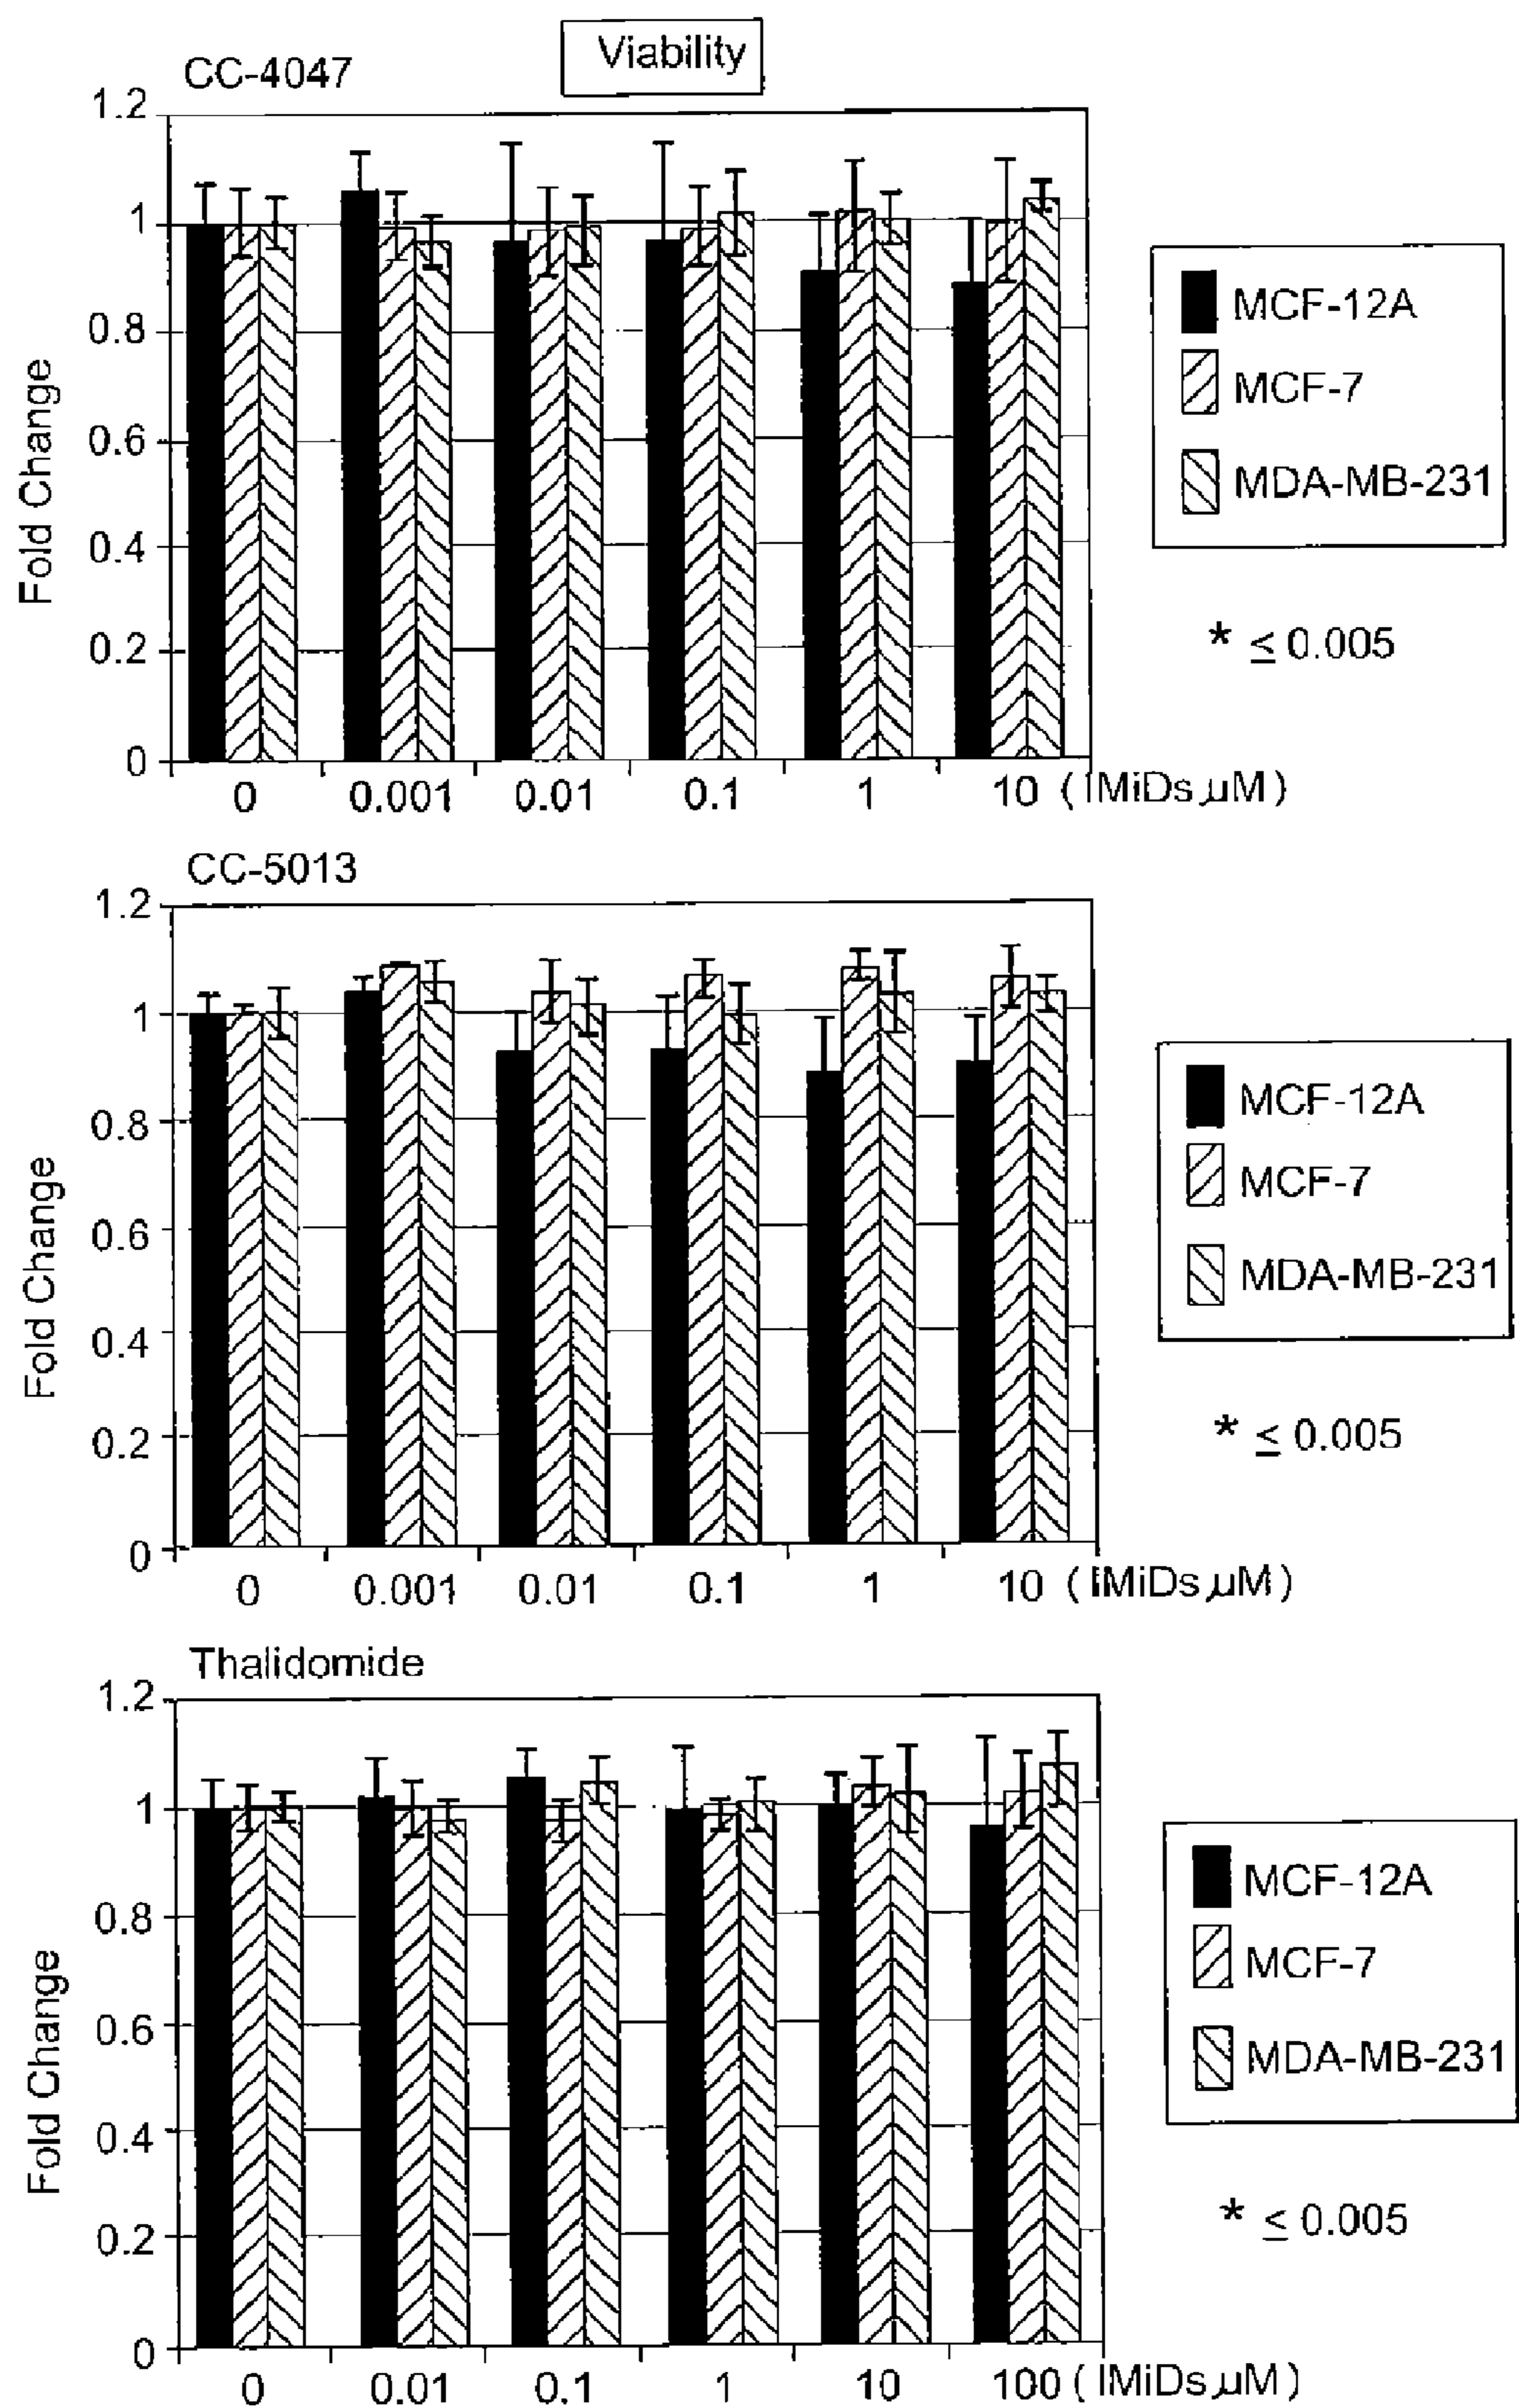 Viability
CC-4047
1.2
1
0.8
0.6
0.4
0.2
0
Fold Change
0 0.001 0.01 0.1 1 10 (IMiDs,µM)
MCF-12A
MCF-7
MDA-MB-231
* ≤ 0.005
CC-5013
1.2
1
0.8
0.6
0.4
0.2
0
Fold Change
0 0.001 0.01 0.1 1 10 (IMiDs,µM)
MCF-12A
MCF-7
MDA-MB-231
* ≤ 0.005
Thalidomide
1.2
1
0.8
0.6
0.4
0.2
0
Fold Change
0 0.01 0.1 1 10 100 (IMiDs,µM)
MCF-12A
MCF-7
MDA-MB-231
* ≤ 0.005